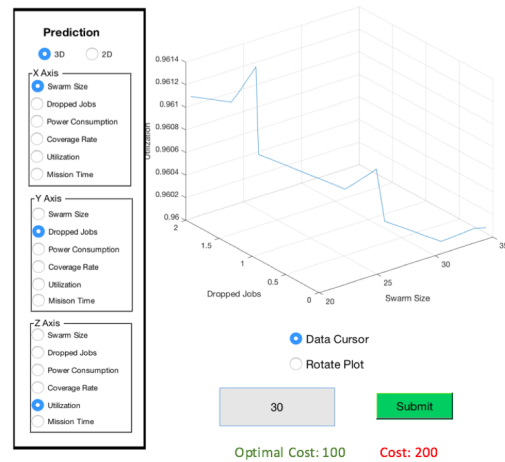 Prediction
3D
2D
X Axis
Swarm Size
Dropped Jobs
Power Consumption
Coverage Rate
Utilization
Mission Time
Y Axis
Swarm Size
Dropped Jobs
Power Consumption
Coverage Rate
Utilization
Misison Time
Z Axis
Swarm Size
Dropped Jobs
Power Consumption
Coverage Rate
Utilization
Mission Time
0.9614
0.9612
0.961
0.9608
0.9606
0.9604
0.9602
0.96
Utilization
2
1.5
1
0.5
0
Dropped Jobs
20
25
30
35
Swarm Size
Data Cursor
Rotate Plot
30
Submit
Optimal Cost: 100
Cost: 200